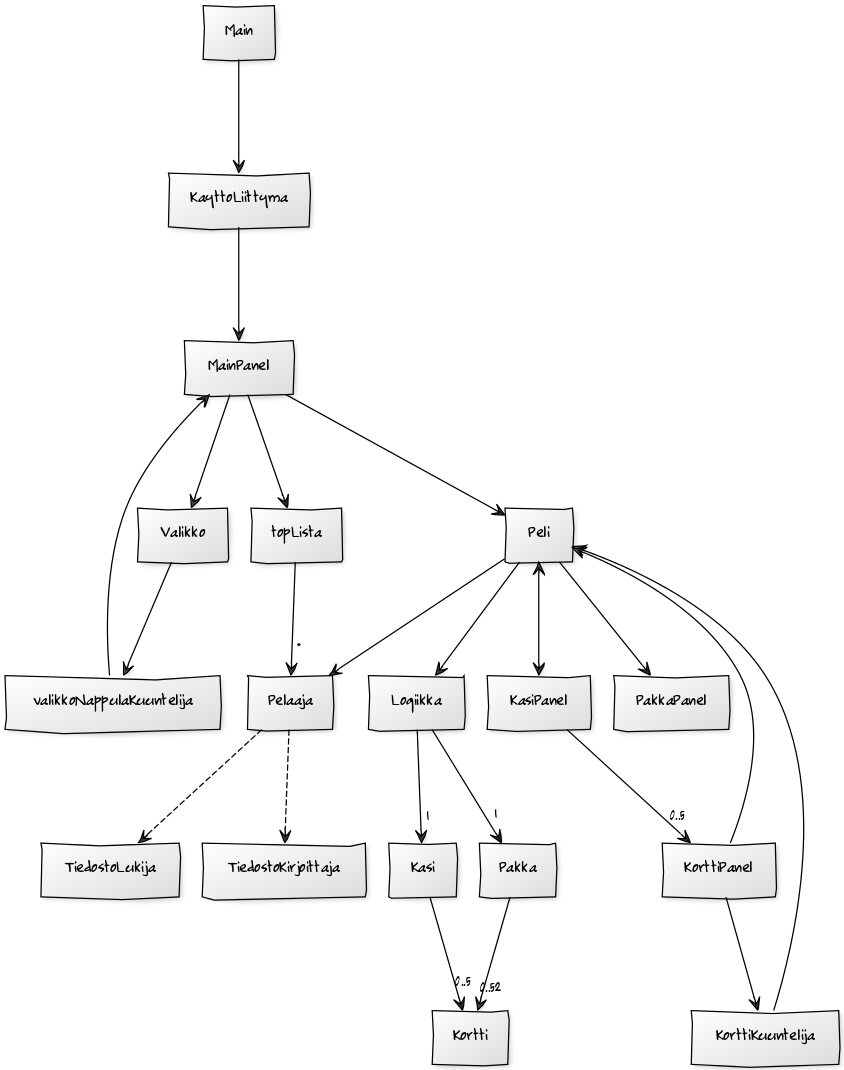 Main
KayttoLiittyma
MainPanel
Valikko
topLista
Peli
*
valikkoNappulaKuuntelija
Pelaaja
Logiikka
KasiPanel
PakkaPanel
1
1
0..5
TiedostoLukija
TiedostoKirjoittaja
Kasi
Pakka
KorttiPanel
0..5
0..52
Kortti
KorttiKuuntelija